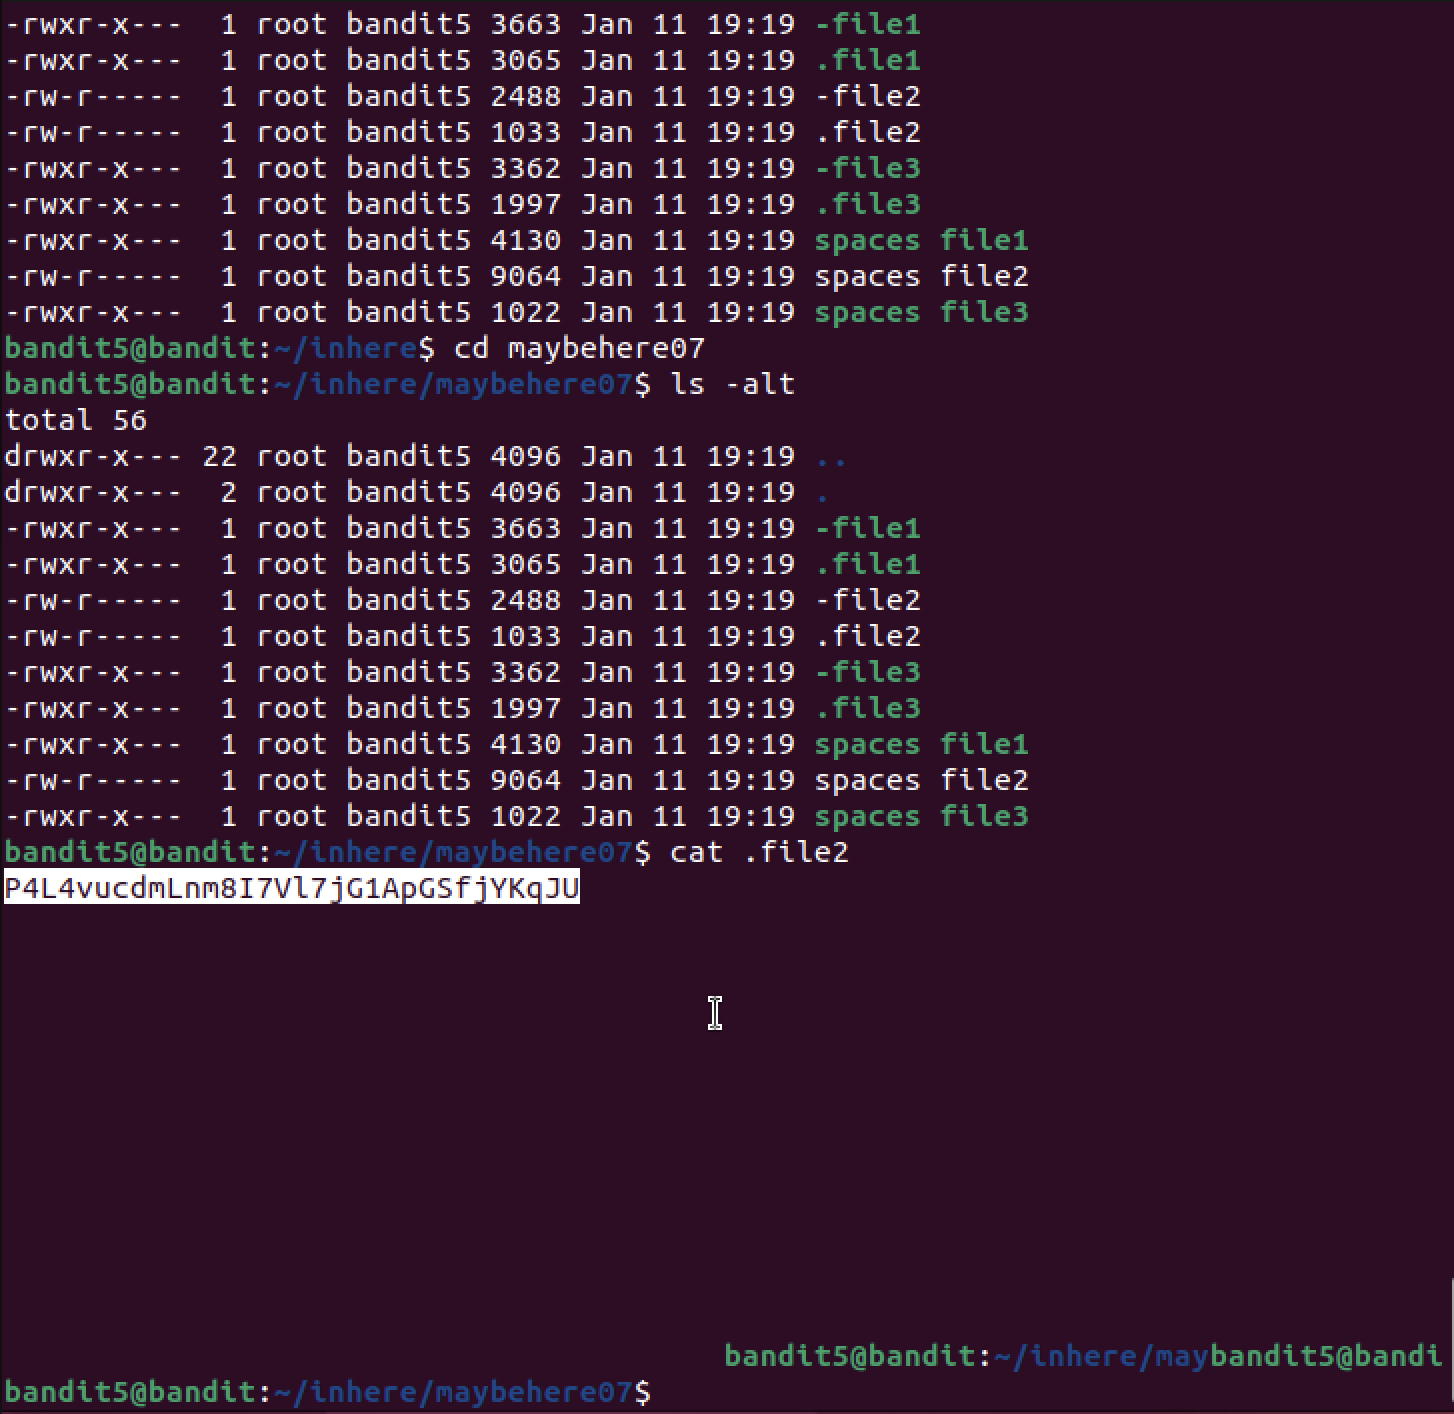 -rwxr-x---  1 root bandit5 3663 Jan 11 19:19 -file1
-rwxr-x---  1 root bandit5 3065 Jan 11 19:19 .file1
-rw-r-----  1 root bandit5 2488 Jan 11 19:19 -file2
-rw-r-----  1 root bandit5 1033 Jan 11 19:19 .file2
-rwxr-x---  1 root bandit5 3362 Jan 11 19:19 -file3
-rwxr-x---  1 root bandit5 1997 Jan 11 19:19 .file3
-rwxr-x---  1 root bandit5 4130 Jan 11 19:19 spaces file1
-rw-r-----  1 root bandit5 9064 Jan 11 19:19 spaces file2
-rwxr-x---  1 root bandit5 1022 Jan 11 19:19 spaces file3
bandit5@bandit:~/inhere$ cd maybehere07
bandit5@bandit:~/inhere/maybehere07$ ls -alt
total 56
drwxr-x--- 22 root bandit5 4096 Jan 11 19:19 ..
drwxr-x---  2 root bandit5 4096 Jan 11 19:19 .
-rwxr-x---  1 root bandit5 3663 Jan 11 19:19 -file1
-rwxr-x---  1 root bandit5 3065 Jan 11 19:19 .file1
-rw-r-----  1 root bandit5 2488 Jan 11 19:19 -file2
-rw-r-----  1 root bandit5 1033 Jan 11 19:19 .file2
-rwxr-x---  1 root bandit5 3362 Jan 11 19:19 -file3
-rwxr-x---  1 root bandit5 1997 Jan 11 19:19 .file3
-rwxr-x---  1 root bandit5 4130 Jan 11 19:19 spaces file1
-rw-r-----  1 root bandit5 9064 Jan 11 19:19 spaces file2
-rwxr-x---  1 root bandit5 1022 Jan 11 19:19 spaces file3
bandit5@bandit:~/inhere/maybehere07$ cat .file2
P4L4vucdmLnm8I7Vl7jG1ApGSfjYKqJU
bandit5@bandit:~/inhere/maybandit5@bandi
bandit5@bandit:~/inhere/maybehere07$